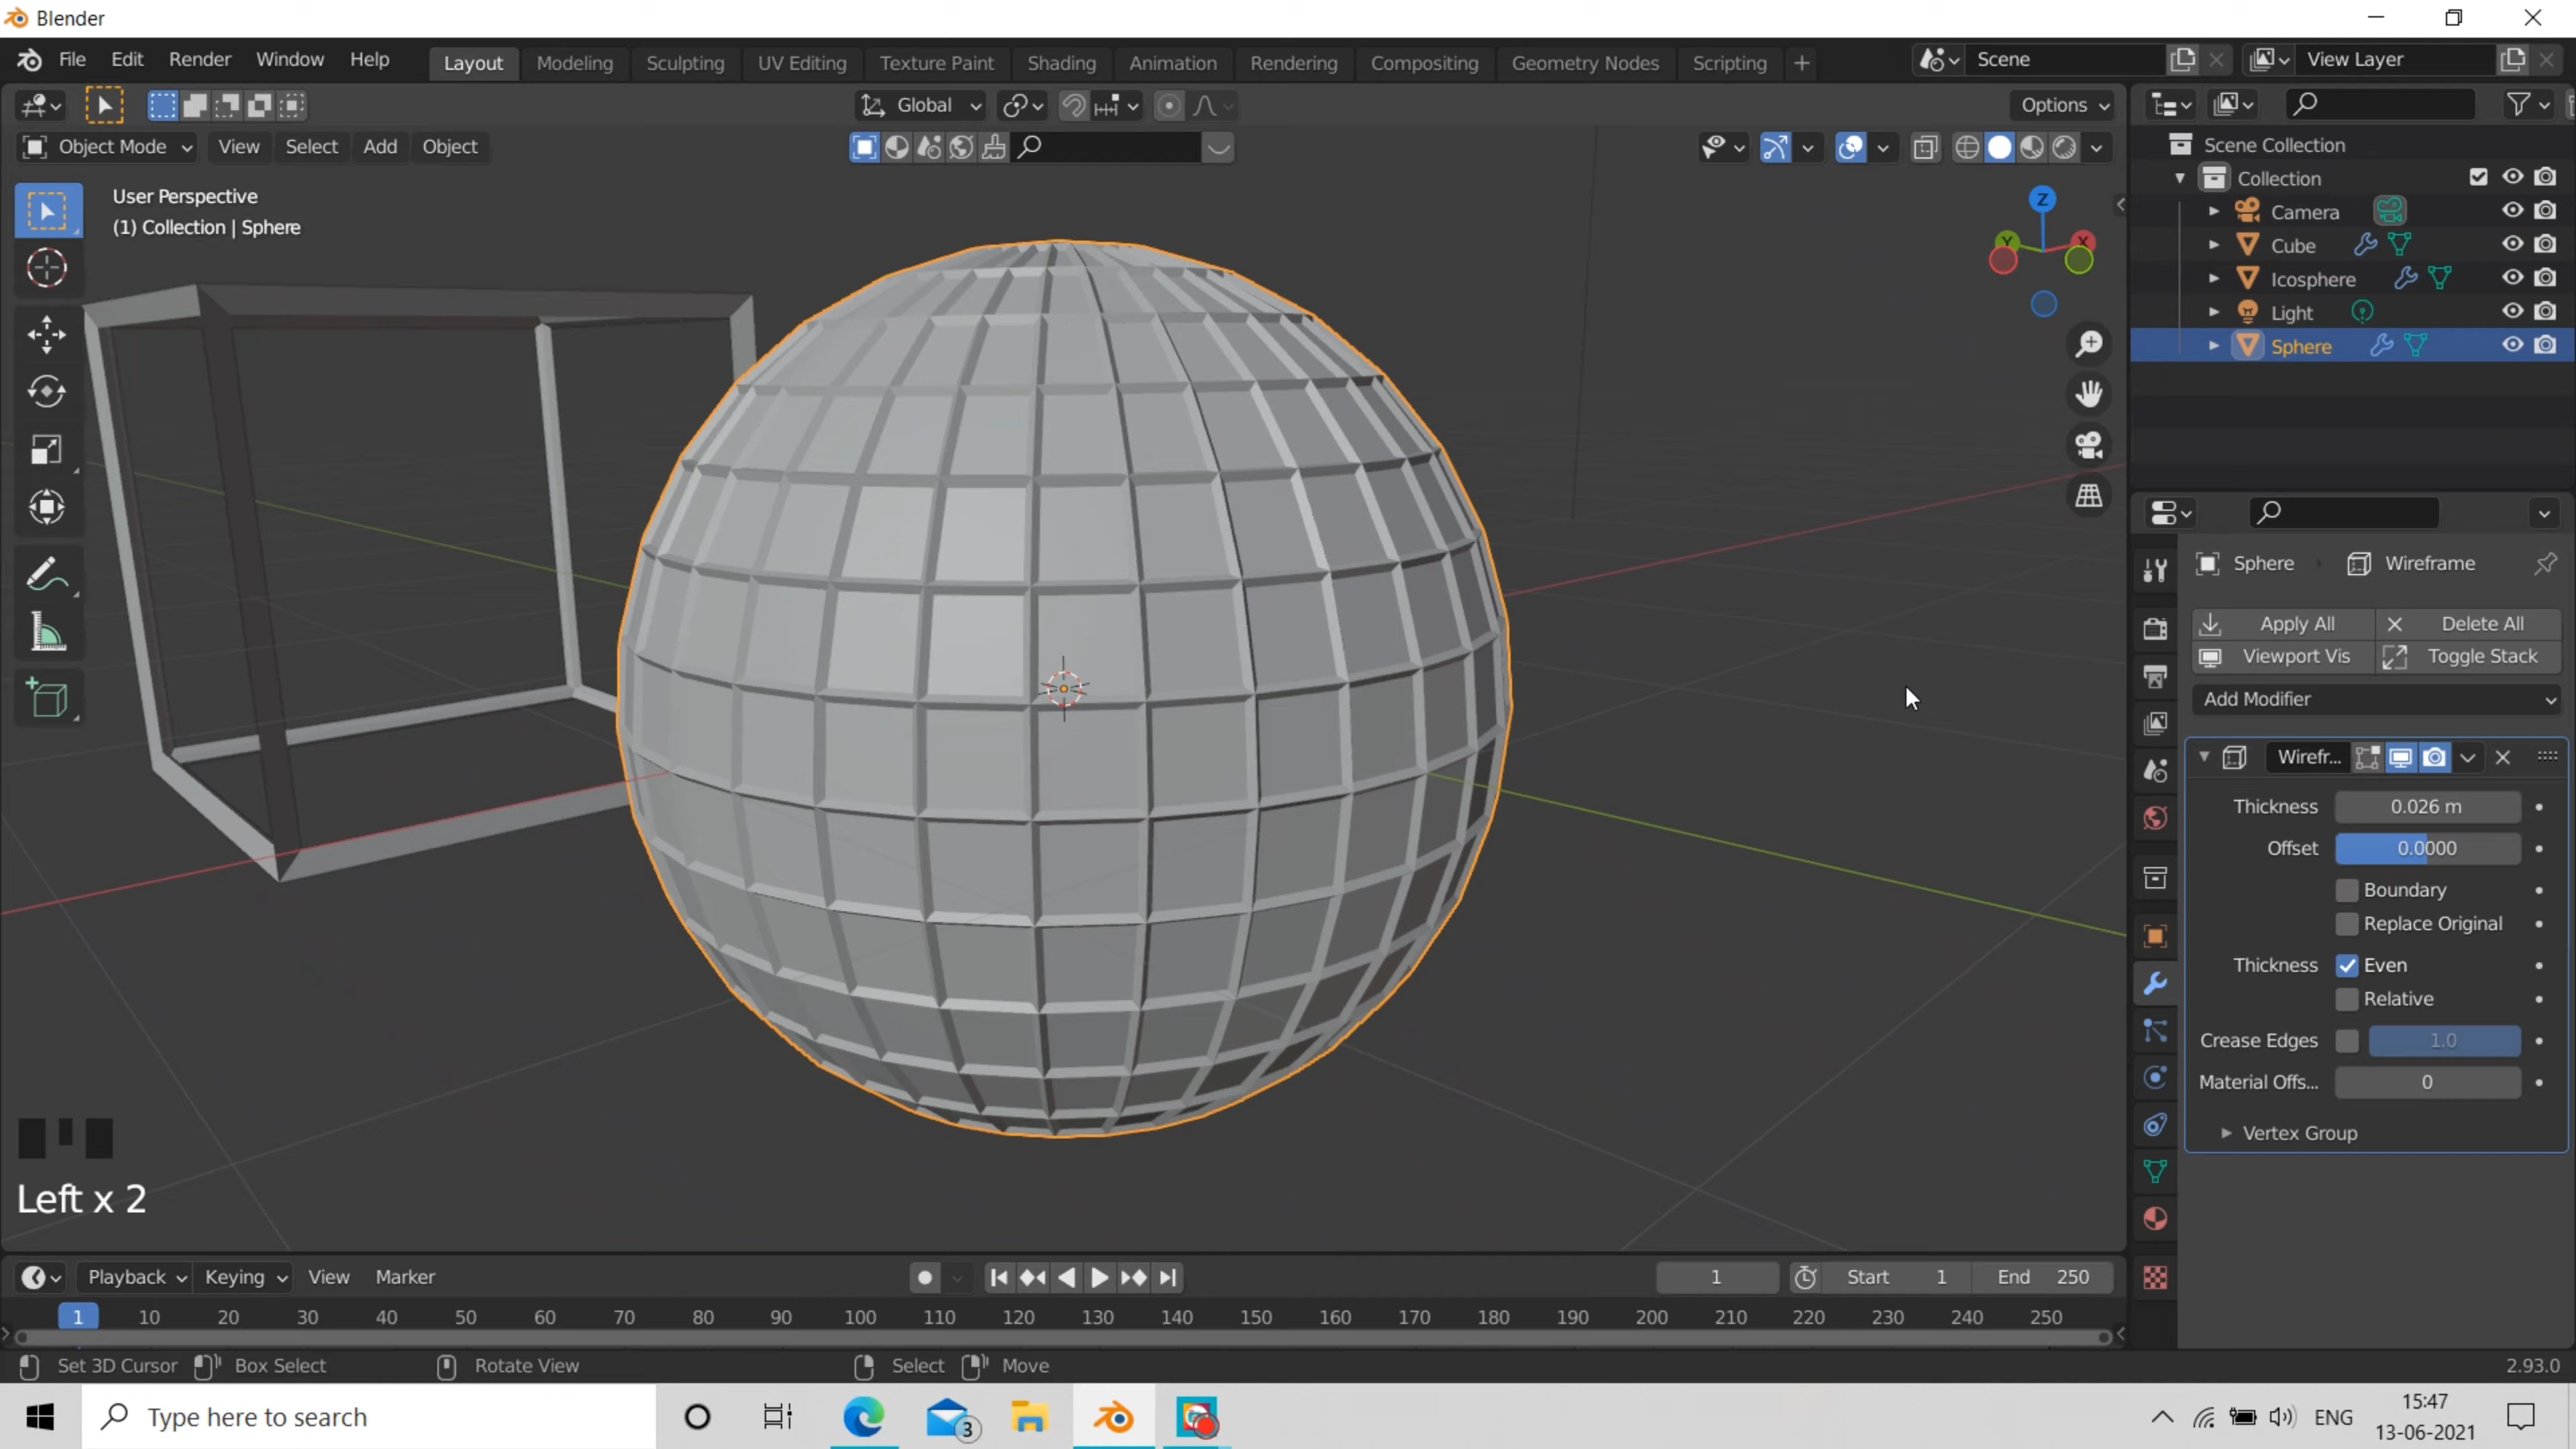 Blender
File Edit Render Window Help Layout Modeling Sculpting UV Editing Texture Paint Shading Animation Rendering Compositing Geometry Nodes Scripting + Scene View Layer
Global Options
Object Mode View Select Add Object
User Perspective
(1) Collection | Sphere
Z
Y X
Scene Collection
Collection
Camera
Cube
Icosphere
Light
Sphere
Sphere Wireframe
Apply All Delete All
Viewport Vis Toggle Stack
Add Modifier
Wirefr...
Thickness 0.026 m
Offset 0.0000
Boundary
Replace Original
Thickness Even
Relative
Crease Edges 1.0
Material Offs... 0
Vertex Group
Left x 2
Playback Keying View Marker 1 Start 1 End 250
1 10 20 30 40 50 60 70 80 90 100 110 120 130 140 150 160 170 180 190 200 210 220 230 240 250
Set 3D Cursor Box Select Rotate View Select Move 2.93.0
Type here to search 3 ENG 15:47
13-06-2021